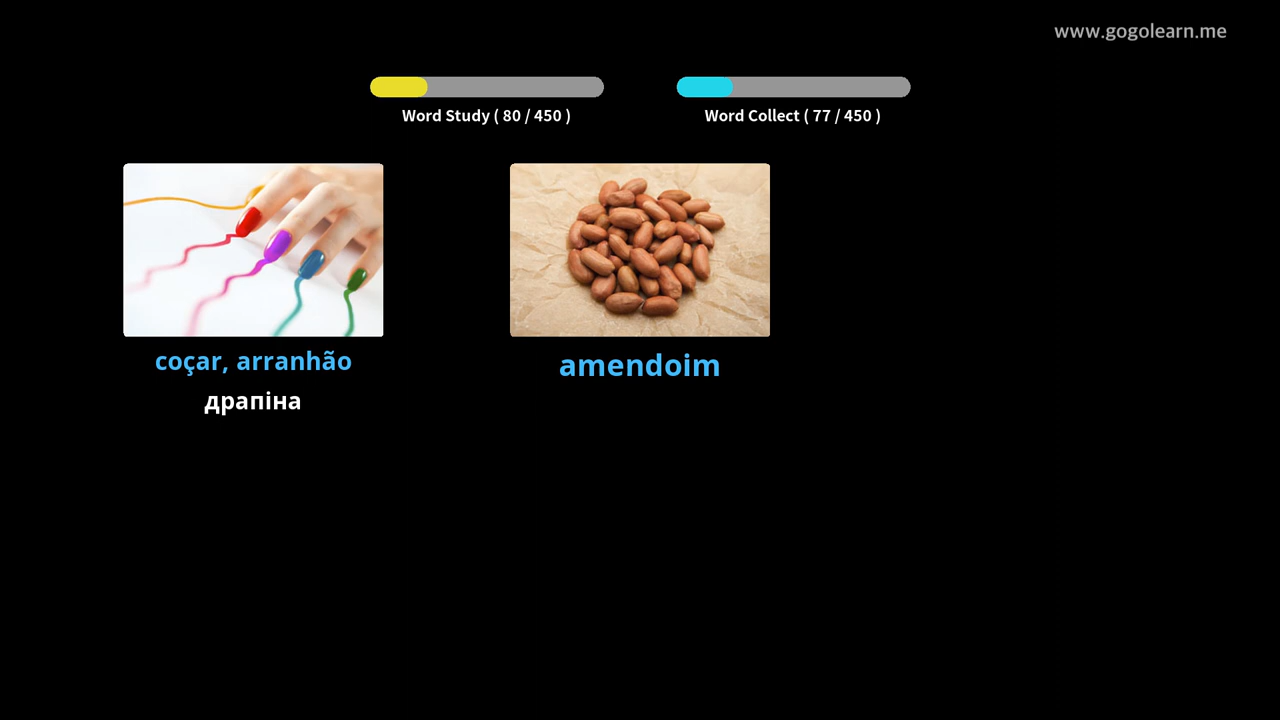 www.gogolearn.me
Word Study ( 80 / 450 )
Word Collect ( 77 / 450 )
coçar, arranhão
драпіна
amendoim